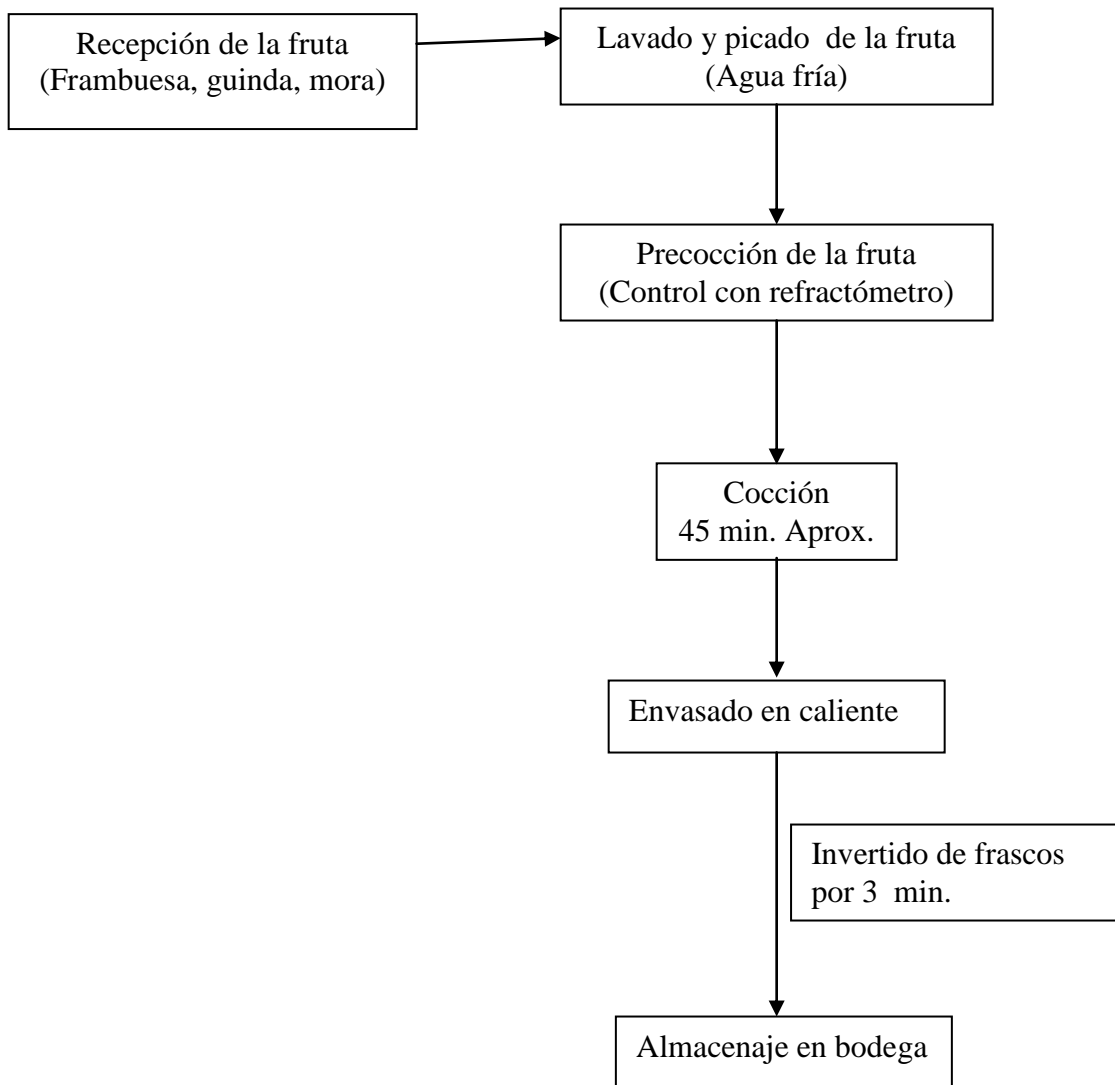 Recepción de la fruta
(Frambuesa, guinda, mora)
Lavado y picado de la fruta
(Agua fría)
Precocción de la fruta
(Control con refractómetro)
Cocción
45 min. Aprox.
Envasado en caliente
Invertido de frascos
por 3 min.
Almacenaje en bodega